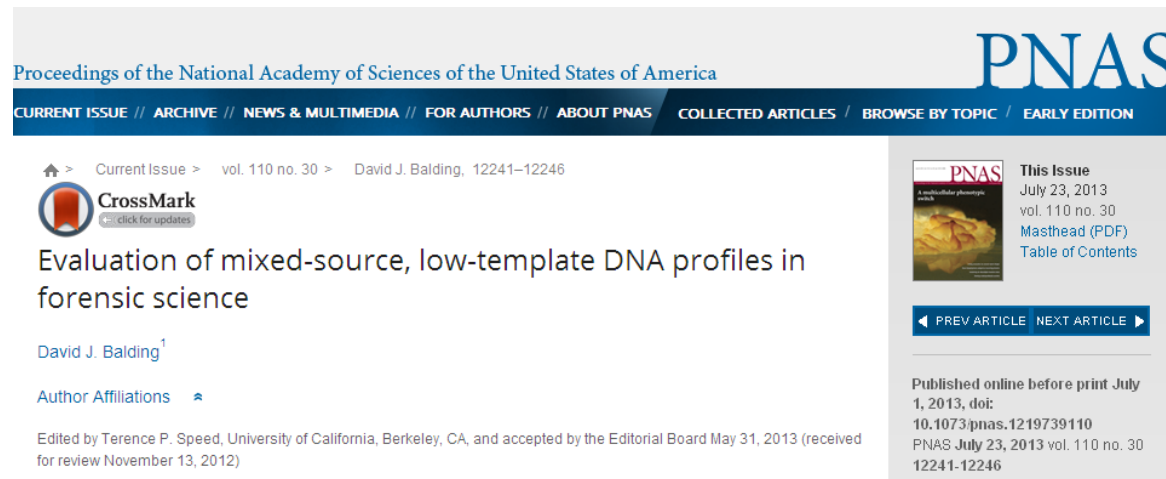 Proceedings of the National Academy of Sciences of the United States of America
PNAS
CURRENT ISSUE // ARCHIVE // NEWS & MULTIMEDIA // FOR AUTHORS // ABOUT PNAS COLLECTED ARTICLES / BROWSE BY TOPIC / EARLY EDITION
> Current Issue > vol. 110 no. 30 > David J. Balding, 12241–12246
CrossMark
click for updates
Evaluation of mixed-source, low-template DNA profiles in
forensic science
David J. Balding1
Author Affiliations
Edited by Terence P. Speed, University of California, Berkeley, CA, and accepted by the Editorial Board May 31, 2013 (received
for review November 13, 2012)
PNAS
A multicellular phenotypic
switch
This Issue
July 23, 2013
vol. 110 no. 30
Masthead (PDF)
Table of Contents
PREV ARTICLE NEXT ARTICLE
Published online before print July
1, 2013, doi:
10.1073/pnas.1219739110
PNAS July 23, 2013 vol. 110 no. 30
12241-12246